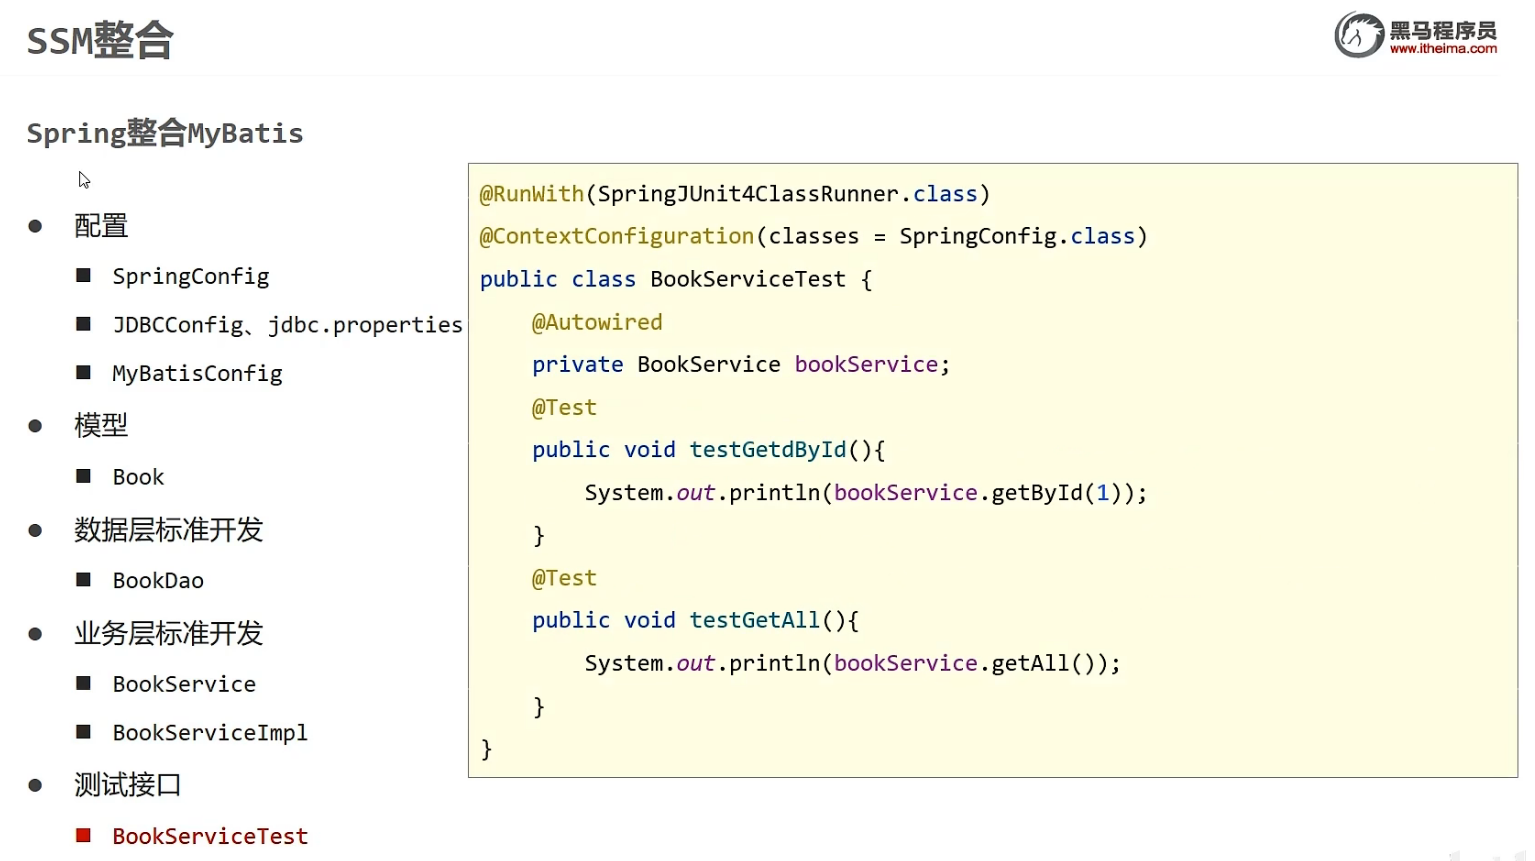 SSM整合
黑马程序员
www.itheima.com
Spring整合MyBatis
配置
SpringConfig
JDBCConfig、jdbc.properties
MyBatisConfig
模型
Book
数据层标准开发
BookDao
业务层标准开发
BookService
BookServiceImpl
测试接口
BookServiceTest
@RunWith(SpringJUnit4ClassRunner.class)
@ContextConfiguration(classes = SpringConfig.class)
public class BookServiceTest {
    @Autowired
    private BookService bookService;
    @Test
    public void testGetdById(){
        System.out.println(bookService.getById(1));
    }
    @Test
    public void testGetAll(){
        System.out.println(bookService.getAll());
    }
}